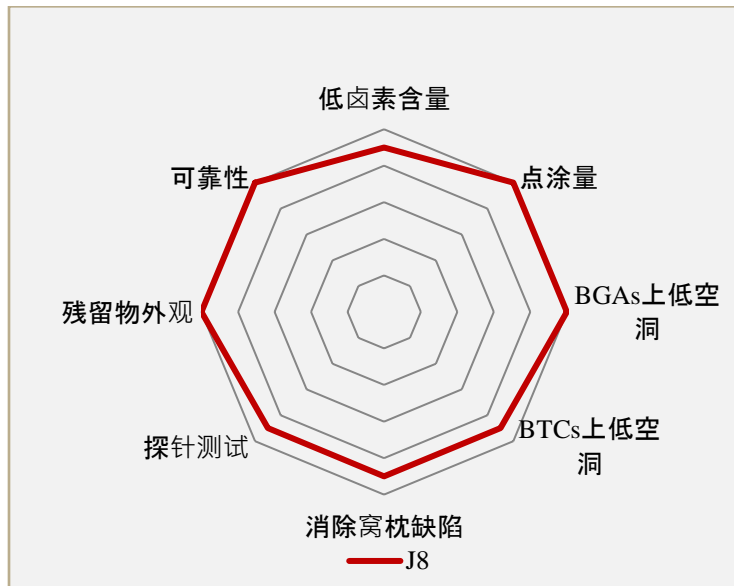 低卤素含量
可靠性
点涂量
残留物外观
BGAs上低空
洞
探针测试
BTCs上低空
洞
消除窝枕缺陷
J8